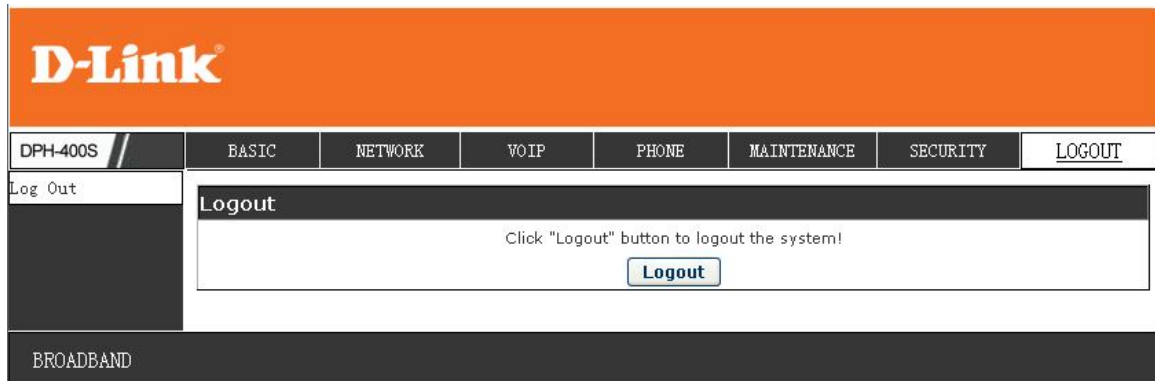 D-Link®
DPH-400S BASIC NETWORK VOIP PHONE MAINTENANCE SECURITY LOGOUT
Log Out
Logout
Click "Logout" button to logout the system!
Logout
BROADBAND